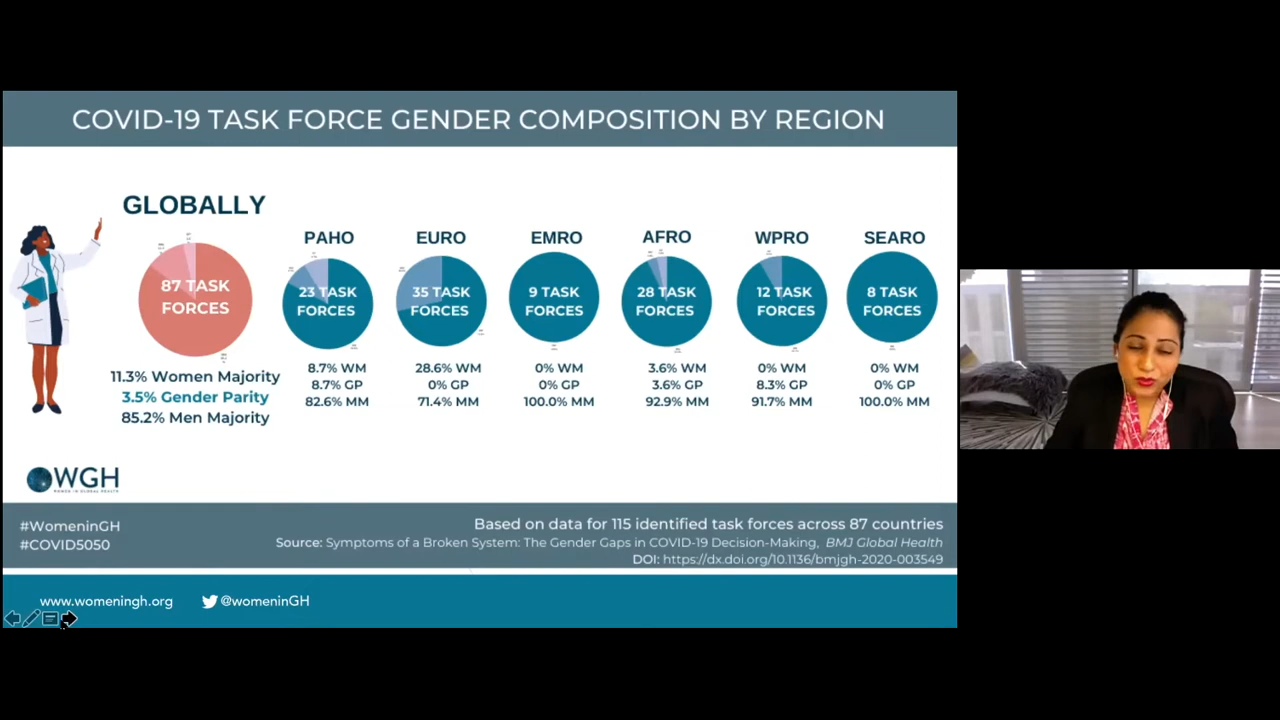 COVID-19 TASK FORCE GENDER COMPOSITION BY REGION
GLOBALLY
87 TASK
FORCES
11.3% Women Majority
3.5% Gender Parity
85.2% Men Majority
PAHO
23 TASK
FORCES
8.7% WM
8.7% GP
82.6% MM
EURO
35 TASK
FORCES
28.6% WM
0% GP
71.4% MM
EMRO
9 TASK
FORCES
0% WM
0% GP
100.0% MM
AFRO
28 TASK
FORCES
3.6% WM
3.6% GP
92.9% MM
WPRO
12 TASK
FORCES
0% WM
8.3% GP
91.7% MM
SEARO
8 TASK
FORCES
0% WM
0% GP
100.0% MM
WGH
WOMEN IN GLOBAL HEALTH
#WomeninGH
#COVID5050
Based on data for 115 identified task forces across 87 countries
Source: Symptoms of a Broken System: The Gender Gaps in COVID-19 Decision-Making, BMJ Global Health
DOI: https://dx.doi.org/10.1136/bmjgh-2020-003549
www.womeningh.org
@womeninGH